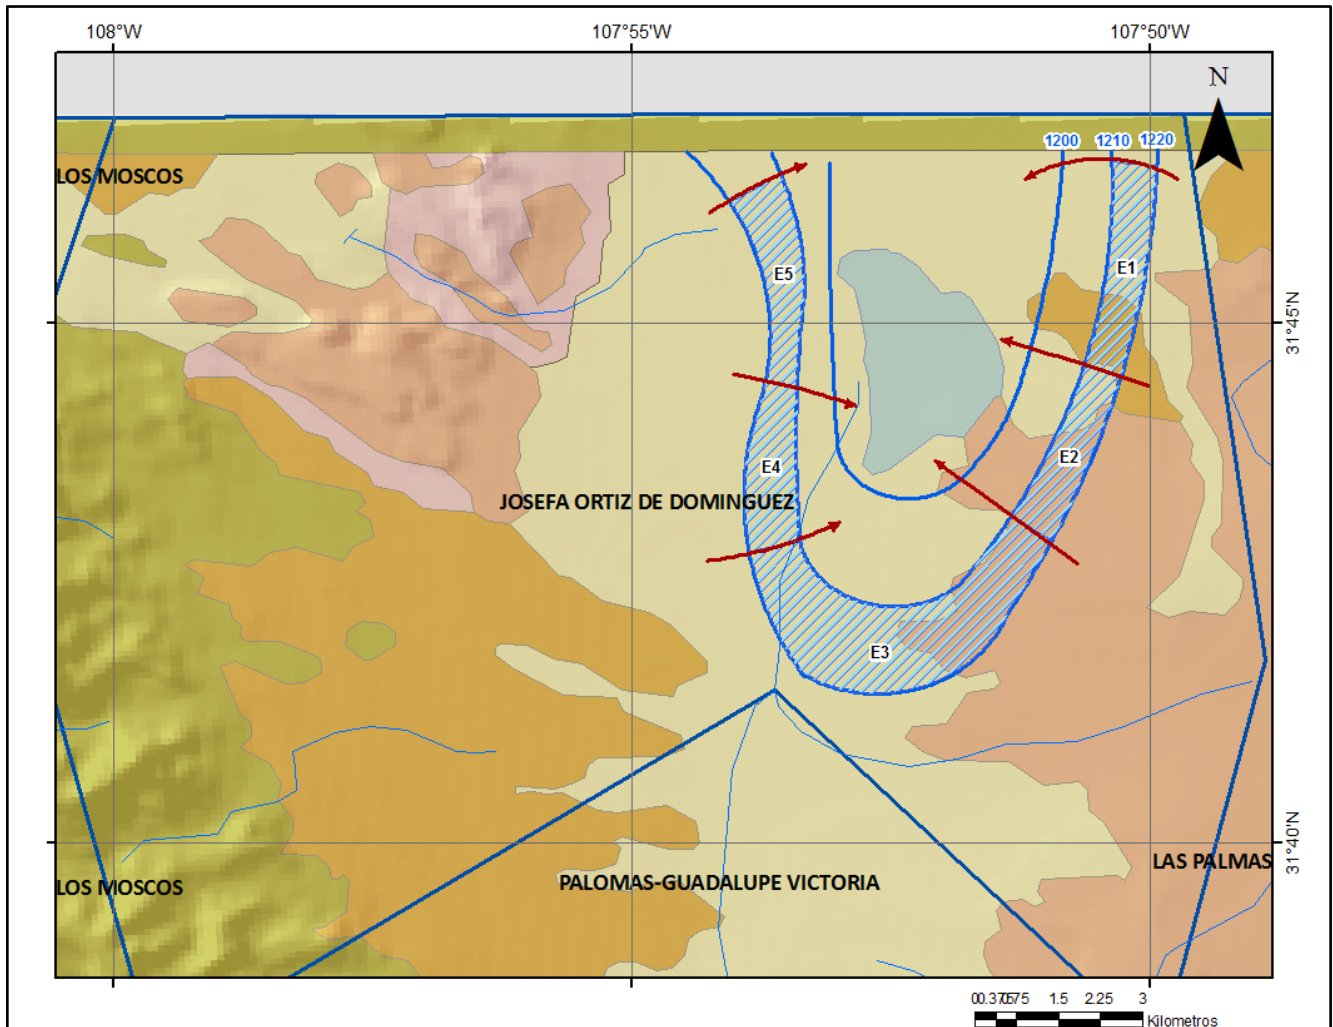 108°W 107°55'W 107°50'W
N
1200 1210 1220
LOS MOSCOS
E5 E1
31°45'N
E2
E4
JOSEFA ORTIZ DE DOMINGUEZ
E3
31°40'N
LAS PALMAS
LOS MOSCOS
PALOMAS-GUADALUPE VICTORIA
1.5 2.25 3
Kilometros